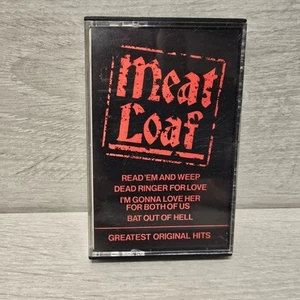 Meat
Loaf
READ 'EM AND WEEP
DEAD RINGER FOR LOVE
I'M GONNA LOVE HER
FOR BOTH OF US
BAT OUT OF HELL
GREATEST ORIGINAL HITS